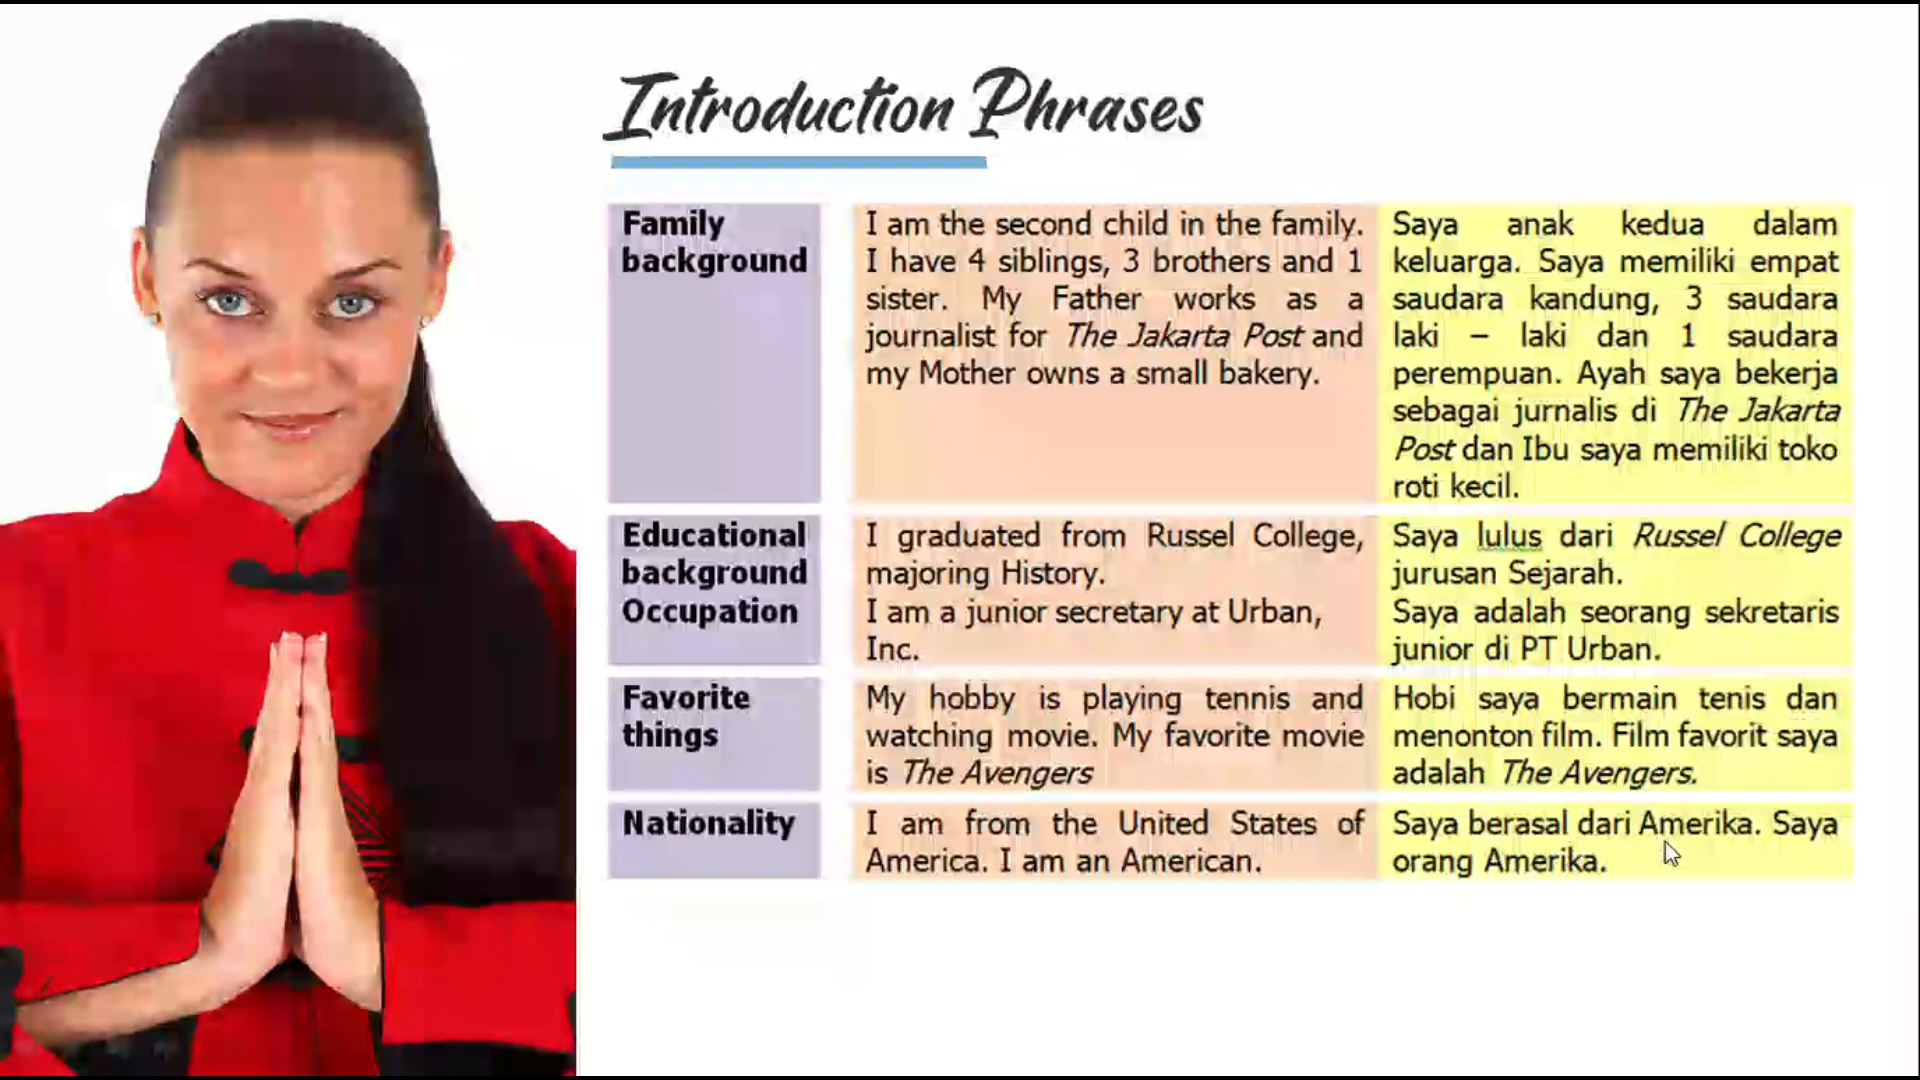 Introduction Phrases
Family
background
I am the second child in the family.
I have 4 siblings, 3 brothers and 1
sister. My Father works as a
journalist for The Jakarta Post and
my Mother owns a small bakery.
Saya anak kedua dalam
keluarga. Saya memiliki empat
saudara kandung, 3 saudara
laki – laki dan 1 saudara
perempuan. Ayah saya bekerja
sebagai jurnalis di The Jakarta
Post dan Ibu saya memiliki toko
roti kecil.
Educational
background
Occupation
I graduated from Russel College,
majoring History.
I am a junior secretary at Urban,
Inc.
Saya lulus dari Russel College
jurusan Sejarah.
Saya adalah seorang sekretaris
junior di PT Urban.
Favorite
things
My hobby is playing tennis and
watching movie. My favorite movie
is The Avengers
Hobi saya bermain tenis dan
menonton film. Film favorit saya
adalah The Avengers.
Nationality
I am from the United States of
America. I am an American.
Saya berasal dari Amerika. Saya
orang Amerika.